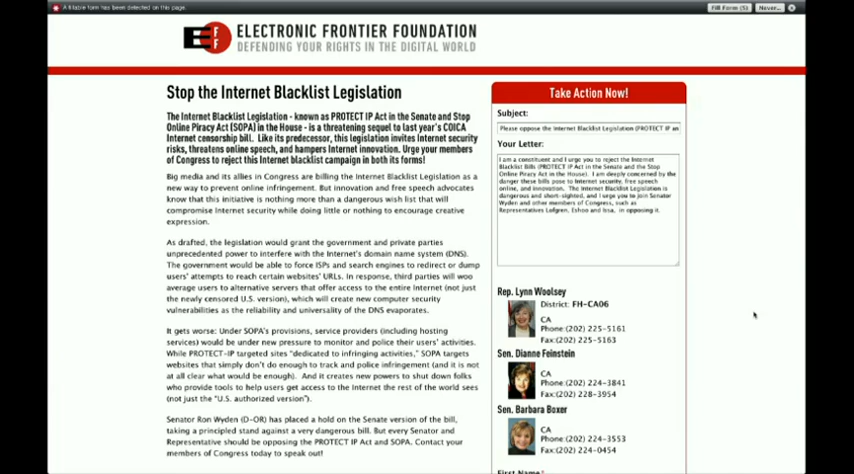 A fillable form has been detected on this page.
Fill Form (5)
Never...
EFF
ELECTRONIC FRONTIER FOUNDATION
DEFENDING YOUR RIGHTS IN THE DIGITAL WORLD
Stop the Internet Blacklist Legislation
The Internet Blacklist Legislation - known as PROTECT IP Act in the Senate and Stop
Online Piracy Act (SOPA) in the House - is a threatening sequel to last year's COICA
Internet censorship bill. Like its predecessor, this legislation invites Internet security
risks, threatens online speech, and hampers Internet innovation. Urge your members
of Congress to reject this Internet blacklist campaign in both its forms!
Big media and its allies in Congress are billing the Internet Blacklist Legislation as a
new way to prevent online infringement. But innovation and free speech advocates
know that this initiative is nothing more than a dangerous wish list that will
compromise Internet security while doing little or nothing to encourage creative
expression.
As drafted, the legislation would grant the government and private parties
unprecedented power to interfere with the Internet's domain name system (DNS).
The government would be able to force ISPs and search engines to redirect or dump
users' attempts to reach certain websites' URLs. In response, third parties will woo
average users to alternative servers that offer access to the entire Internet (not just
the newly censored U.S. version), which will create new computer security
vulnerabilities as the reliability and universality of the DNS evaporates.
It gets worse: Under SOPA's provisions, service providers (including hosting
services) would be under new pressure to monitor and police their users' activities.
While PROTECT-IP targeted sites "dedicated to infringing activities," SOPA targets
websites that simply don't do enough to track and police infringement (and it is not
at all clear what would be enough). And it creates new powers to shut down folks
who provide tools to help users get access to the Internet the rest of the world sees
(not just the "U.S. authorized version").
Senator Ron Wyden (D-OR) has placed a hold on the Senate version of the bill,
taking a principled stand against a very dangerous bill. But every Senator and
Representative should be opposing the PROTECT IP Act and SOPA. Contact your
members of Congress today to speak out!
Take Action Now!
Subject:
Please oppose the Internet Blacklist Legislation (PROTECT IP an
Your Letter:
I am a constituent and I urge you to reject the Internet
Blacklist Bills (PROTECT IP Act in the Senate and the Stop
Online Piracy Act in the House). I am deeply concerned by the
danger these bills pose to Internet security, free speech
online, and innovation. The Internet Blacklist Legislation is
dangerous and short-sighted, and I urge you to join Senator
Wyden and other members of Congress, such as
Representatives Lofgren, Eshoo and Issa, in opposing it.
Rep. Lynn Woolsey
District: FH-CA06
CA
Phone:(202) 225-5161
Fax:(202) 225-5163
Sen. Dianne Feinstein
CA
Phone:(202) 224-3841
Fax:(202) 228-3954
Sen. Barbara Boxer
CA
Phone:(202) 224-3553
Fax:(202) 224-0454
First Name